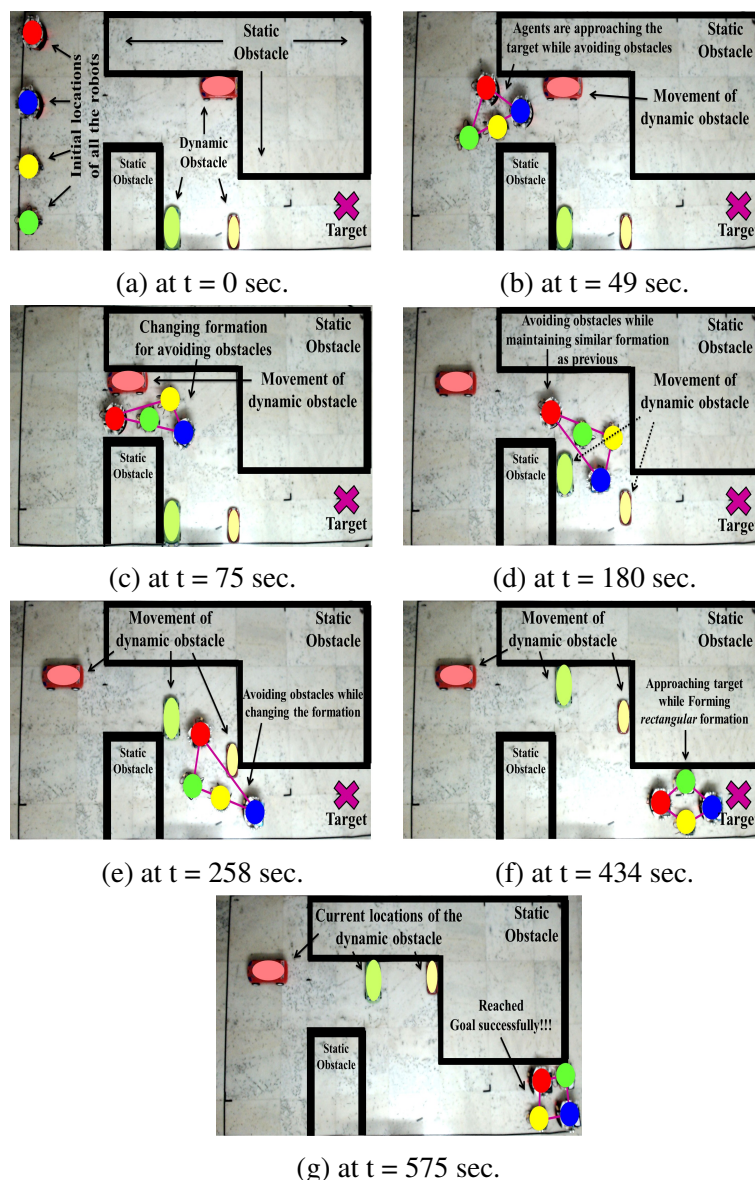 Initial locations
of all the robots
Static
Obstacle
Dynamic
Obstacle
Static
Obstacle
Target
(a) at t = 0 sec.
Agents are approaching the
target while avoiding obstacles
Static
Obstacle
Movement of
dynamic obstacle
Static
Obstacle
Target
(b) at t = 49 sec.
Changing formation
for avoiding obstacles
Static
Obstacle
Movement of
dynamic obstacle
Static
Obstacle
Target
(c) at t = 75 sec.
Avoiding obstacles while
maintaining similar formation
as previous
Static
Obstacle
Movement of
dynamic obstacle
Static
Obstacle
Target
(d) at t = 180 sec.
Movement of
dynamic obstacle
Static
Obstacle
Avoiding obstacles while
changing the formation
Static
Obstacle
Target
(e) at t = 258 sec.
Movement of
dynamic obstacle
Static
Obstacle
Approaching target
while Forming
rectangular formation
Static
Obstacle
Target
(f) at t = 434 sec.
Current locations of the
dynamic obstacle
Static
Obstacle
Reached
Goal successfully!!!
Static
Obstacle
(g) at t = 575 sec.